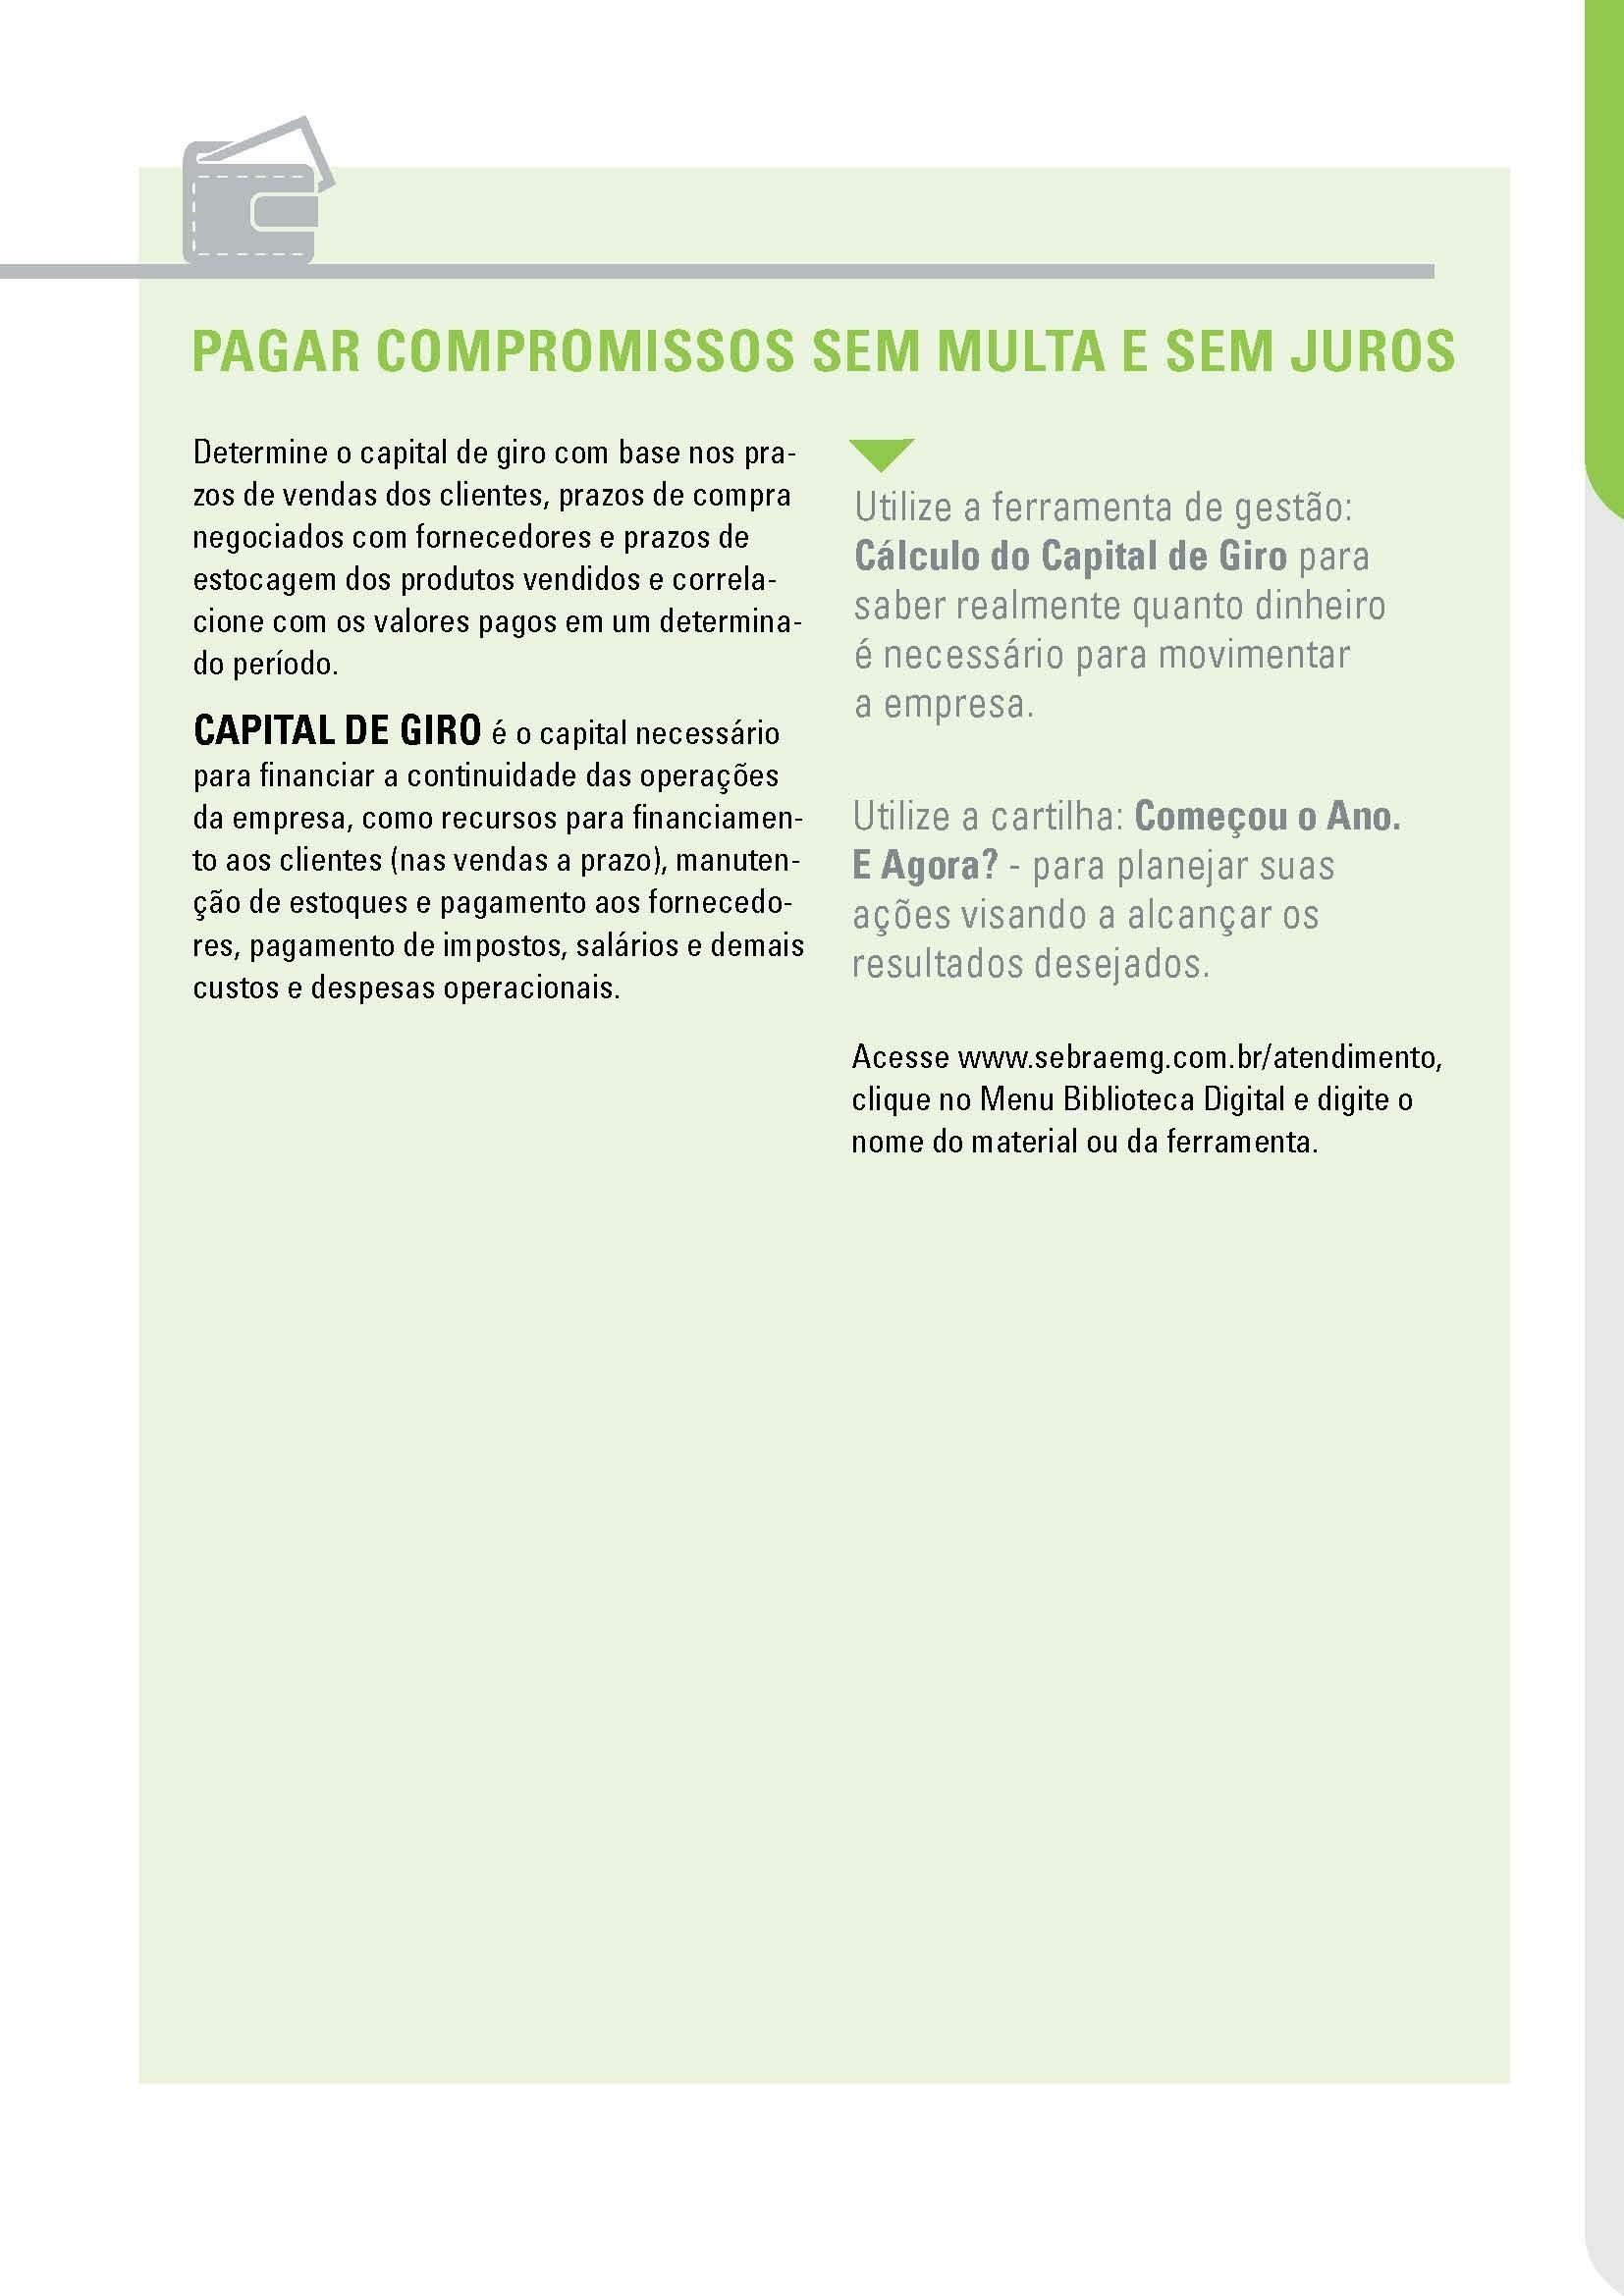 PAGAR COMPROMISSOS SEM MULTA E SEM JUROS
Determine o capital de giro com base nos pra-
zos de vendas dos clientes, prazos de compra
negociados com fornecedores e prazos de
estocagem dos produtos vendidos e correla-
cione com os valores pagos em um determina-
do período.
CAPITAL DE GIRO é o capital necessário
para financiar a continuidade das operações
da empresa, como recursos para financiamen-
to aos clientes (nas vendas a prazo), manuten-
ção de estoques e pagamento aos fornecedo-
res, pagamento de impostos, salários e demais
custos e despesas operacionais.
Utilize a ferramenta de gestão:
Cálculo do Capital de Giro para
saber realmente quanto dinheiro
é necessário para movimentar
a empresa.
Utilize a cartilha: Começou o Ano.
E Agora? - para planejar suas
ações visando a alcançar os
resultados desejados.
Acesse www.sebraemg.com.br/atendimento,
clique no Menu Biblioteca Digital e digite o
nome do material ou da ferramenta.